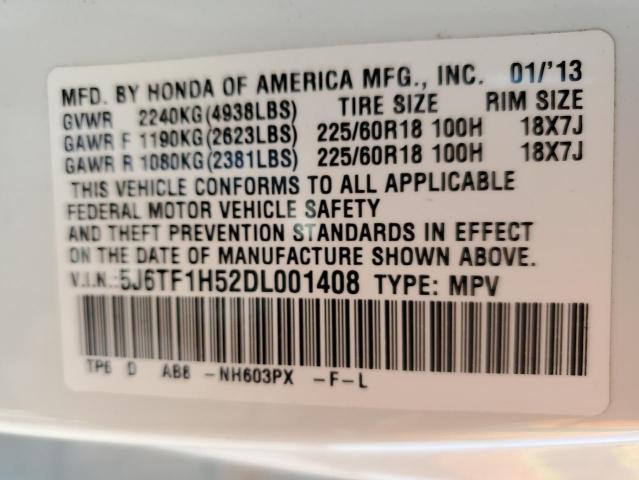 MFD. BY HONDA OF AMERICA MFG., INC. 01/'13
GVWR 2240KG(4938LBS) TIRE SIZE RIM SIZE
GAWR F 1190KG(2623LBS) 225/60R18 100H 18X7J
GAWR R 1080KG(2381LBS) 225/60R18 100H 18X7J
THIS VEHICLE CONFORMS TO ALL APPLICABLE
FEDERAL MOTOR VEHICLE SAFETY
AND THEFT PREVENTION STANDARDS IN EFFECT
ON THE DATE OF MANUFACTURE SHOWN ABOVE.
V.I.N.:5J6TF1H52DL001408 TYPE: MPV
TP6 D AB8 -NH603PX -F-L